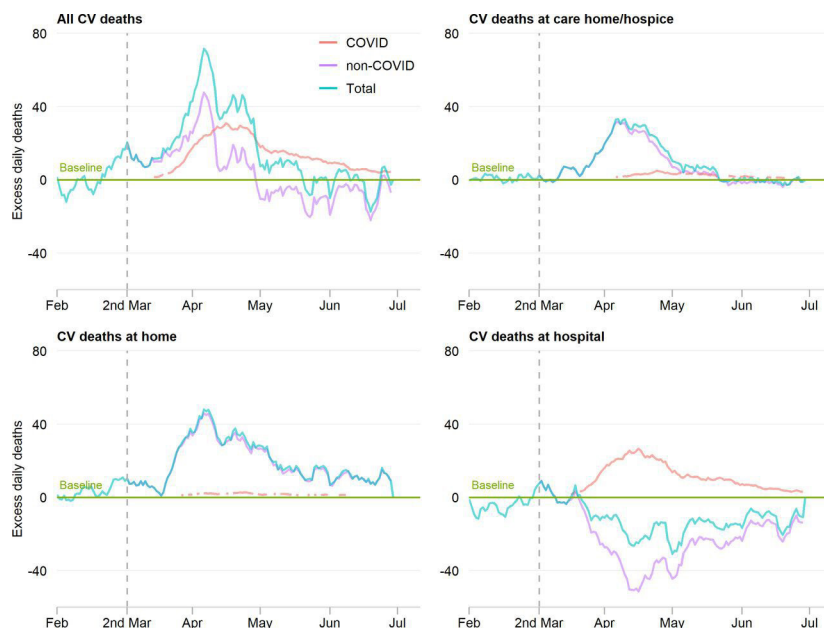 All CV deaths
CV deaths at care home/hospice
80
40
0
-40
Excess daily deaths
Baseline
COVID
non-COVID
Total
Feb 2nd Mar Apr May Jun Jul
80
40
0
-40
Baseline
Feb 2nd Mar Apr May Jun Jul
CV deaths at home
CV deaths at hospital
80
40
0
-40
Excess daily deaths
Baseline
Feb 2nd Mar Apr May Jun Jul
80
40
0
-40
Baseline
Feb 2nd Mar Apr May Jun Jul